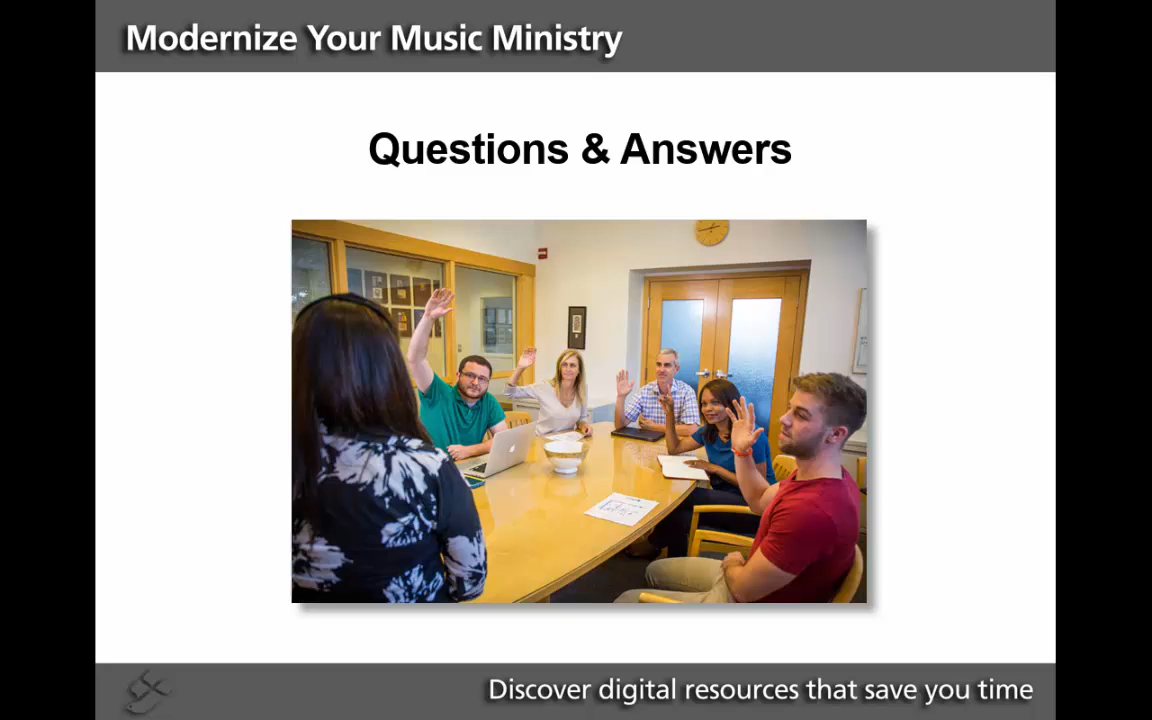 Modernize Your Music Ministry
Questions & Answers
Discover digital resources that save you time